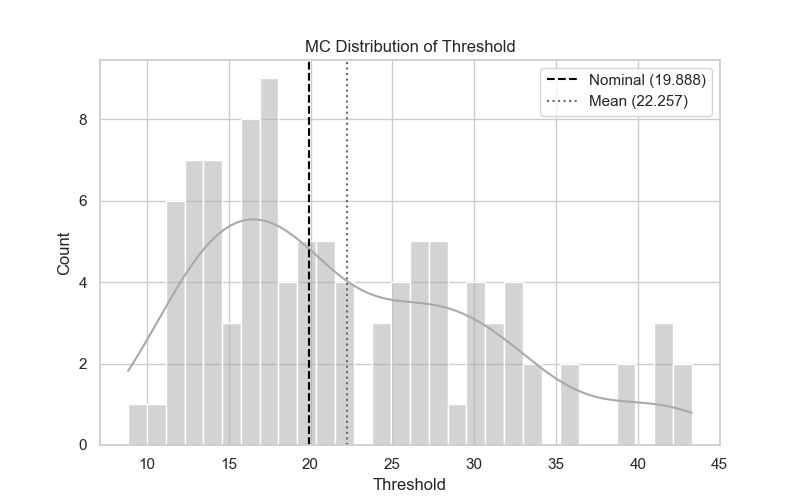 MC Distribution of Threshold
Nominal (19.888)
Mean (22.257)
Count
8
6
4
2
0
10
15
20
25
30
35
40
45
Threshold